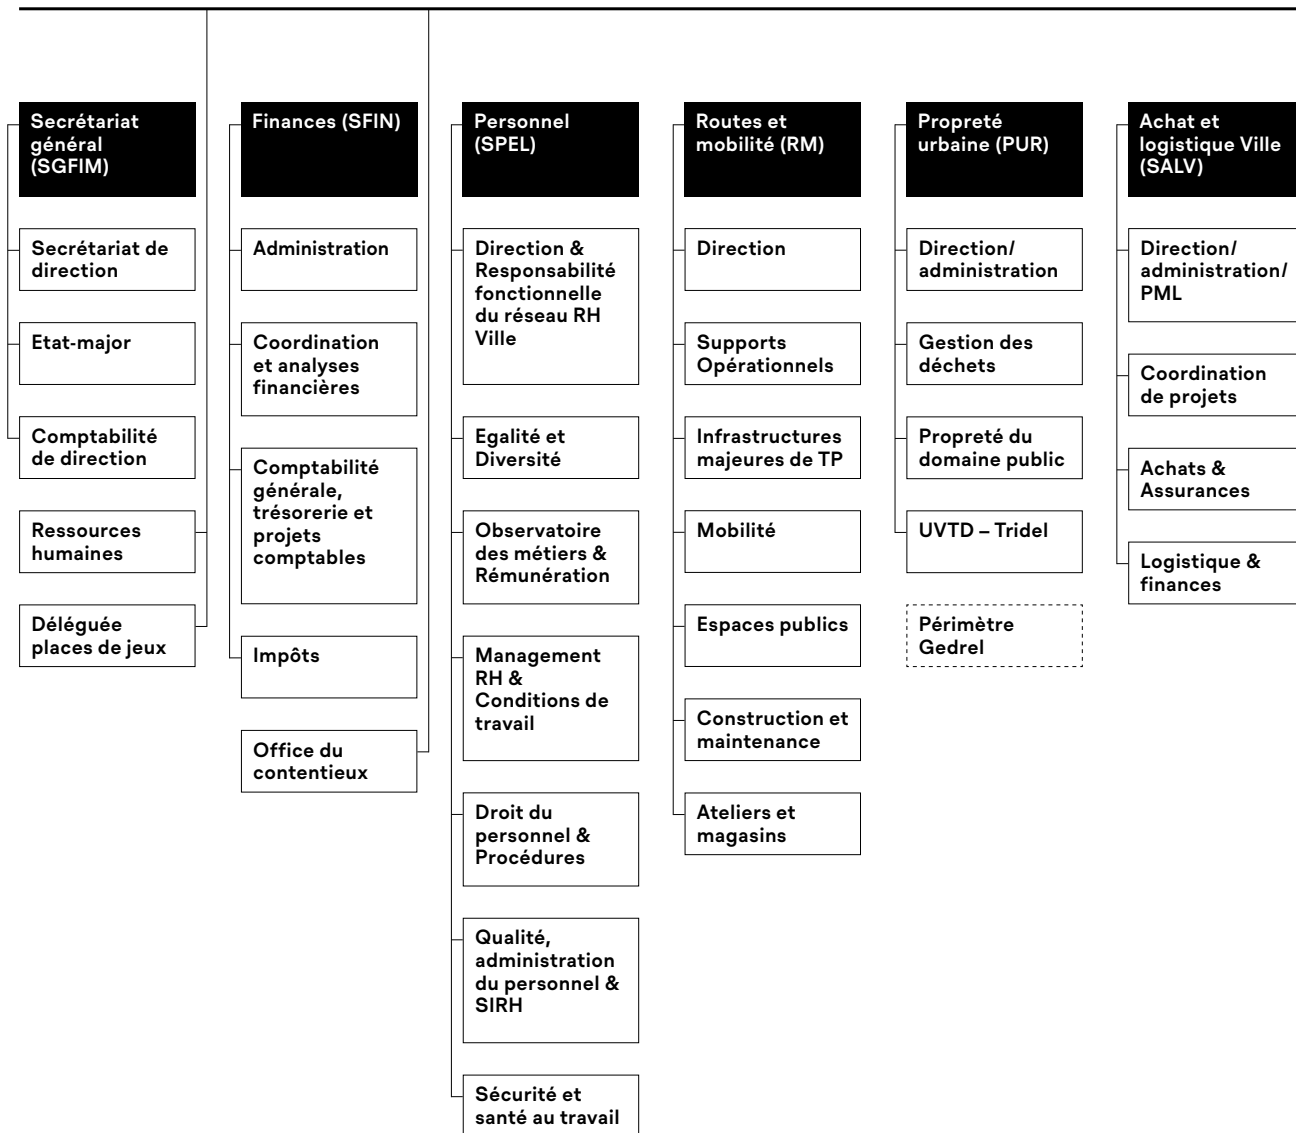 Secrétariat
général
(SGFIM)
Secrétariat de
direction
Etat-major
Comptabilité
de direction
Ressources
humaines
Déléguée
places de jeux
Finances (SFIN)
Administration
Coordination
et analyses
financières
Comptabilité
générale,
trésorerie et
projets
comptables
Impôts
Office du
contentieux
Personnel
(SPEL)
Direction &
Responsabilité
fonctionnelle
du réseau RH
Ville
Egalité et
Diversité
Observatoire
des métiers &
Rémunération
Management
RH &
Conditions de
travail
Droit du
personnel &
Procédures
Qualité,
administration
du personnel &
SIRH
Sécurité et
santé au travail
Routes et
mobilité (RM)
Direction
Supports
Opérationnels
Infrastructures
majeures de TP
Mobilité
Espaces publics
Construction et
maintenance
Ateliers et
magasins
Propreté
urbaine (PUR)
Direction/
administration
Gestion des
déchets
Propreté du
domaine public
UVTD – Tridel
Périmètre
Gedrel
Achat et
logistique Ville
(SALV)
Direction/
administration/
PML
Coordination
de projets
Achats &
Assurances
Logistique &
finances